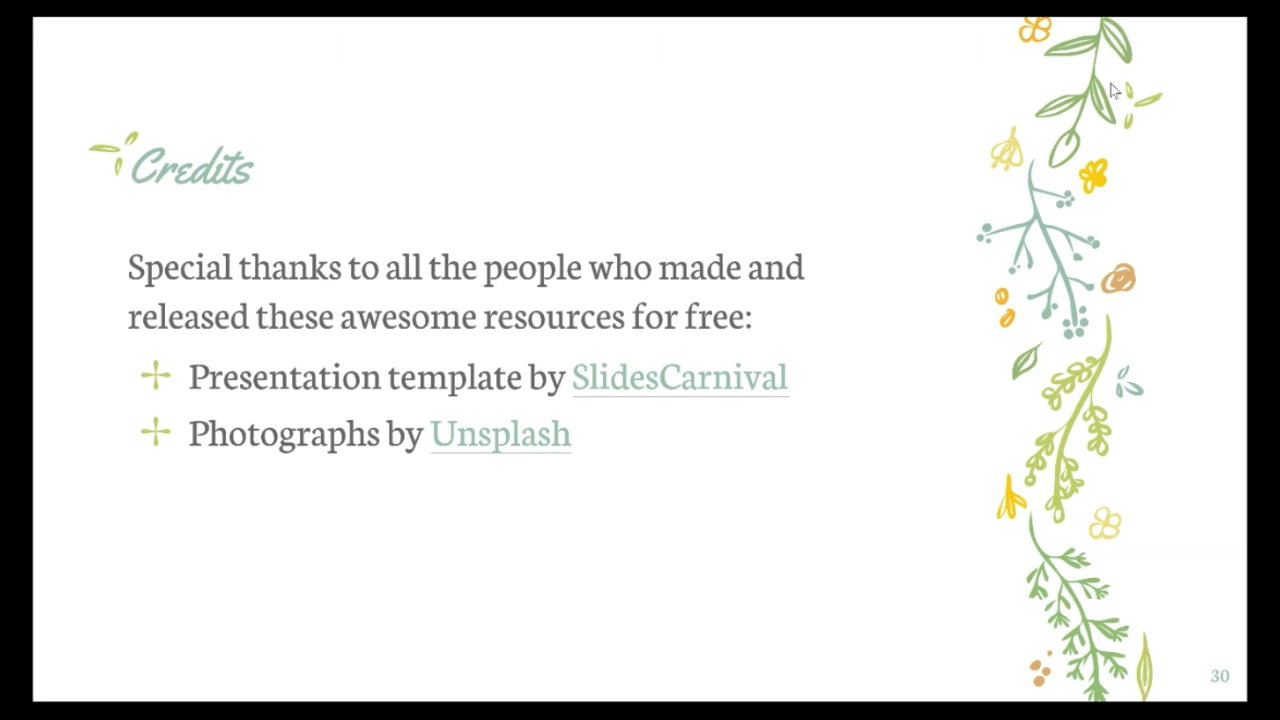 Credits
Special thanks to all the people who made and
released these awesome resources for free:
Presentation template by SlidesCarnival
Photographs by Unsplash
30